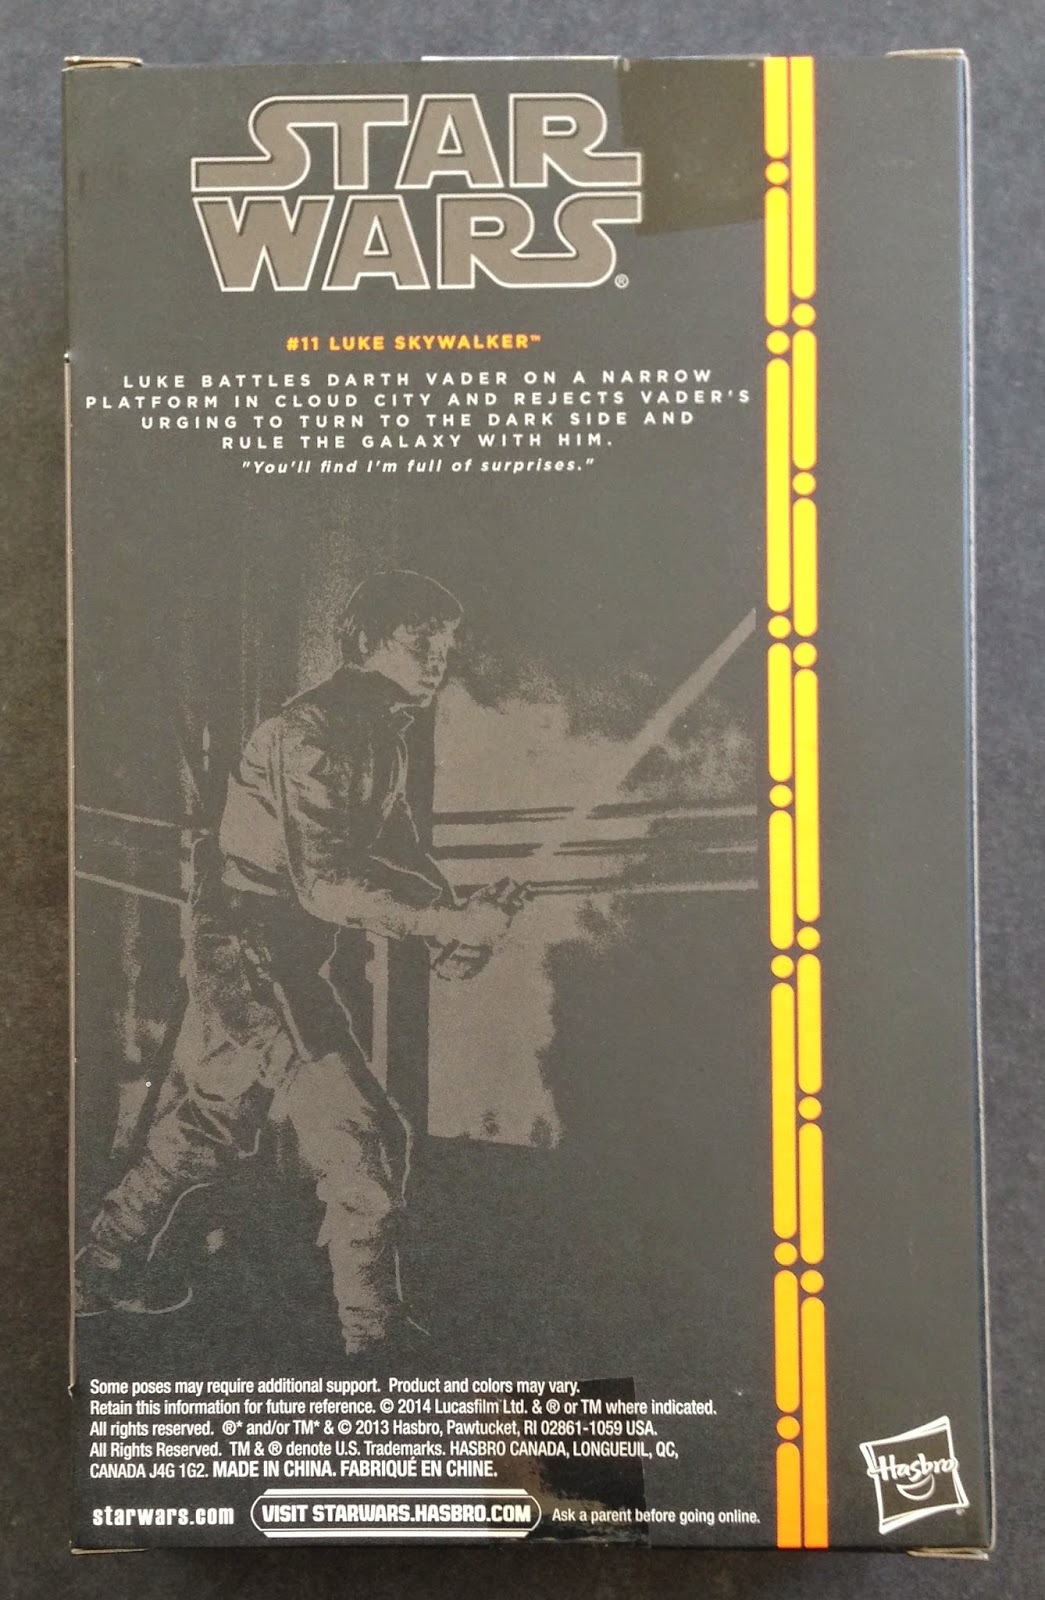 STAR
WARS®
#11 LUKE SKYWALKER™
LUKE BATTLES DARTH VADER ON A NARROW
PLATFORM IN CLOUD CITY AND REJECTS VADER'S
URGING TO TURN TO THE DARK SIDE AND
RULE THE GALAXY WITH HIM.
"You'll find I'm full of surprises."
Some poses may require additional support. Product and colors may vary.
Retain this information for future reference. © 2014 Lucasfilm Ltd. & ® or TM where indicated.
All rights reserved. ®* and/or TM* & © 2013 Hasbro, Pawtucket, RI 02861-1059 USA.
All Rights Reserved. TM & ® denote U.S. Trademarks. HASBRO CANADA, LONGUEUIL, QC,
CANADA J4G 1G2. MADE IN CHINA. FABRIQUÉ EN CHINE.
starwars.com VISIT STARWARS.HASBRO.COM Ask a parent before going online.
Hasbro